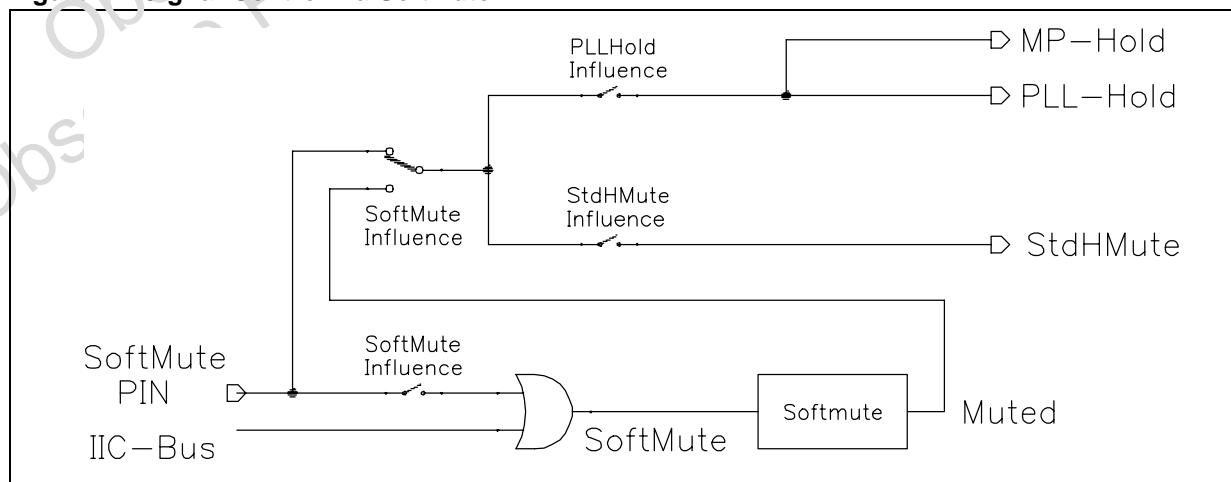 PLLHold
Influence
MP-Hold
PLL-Hold
SoftMute
Influence
StdHMute
Influence
StdHMute
SoftMute
PIN
SoftMute
Influence
IIC-Bus
SoftMute
Softmute
Muted